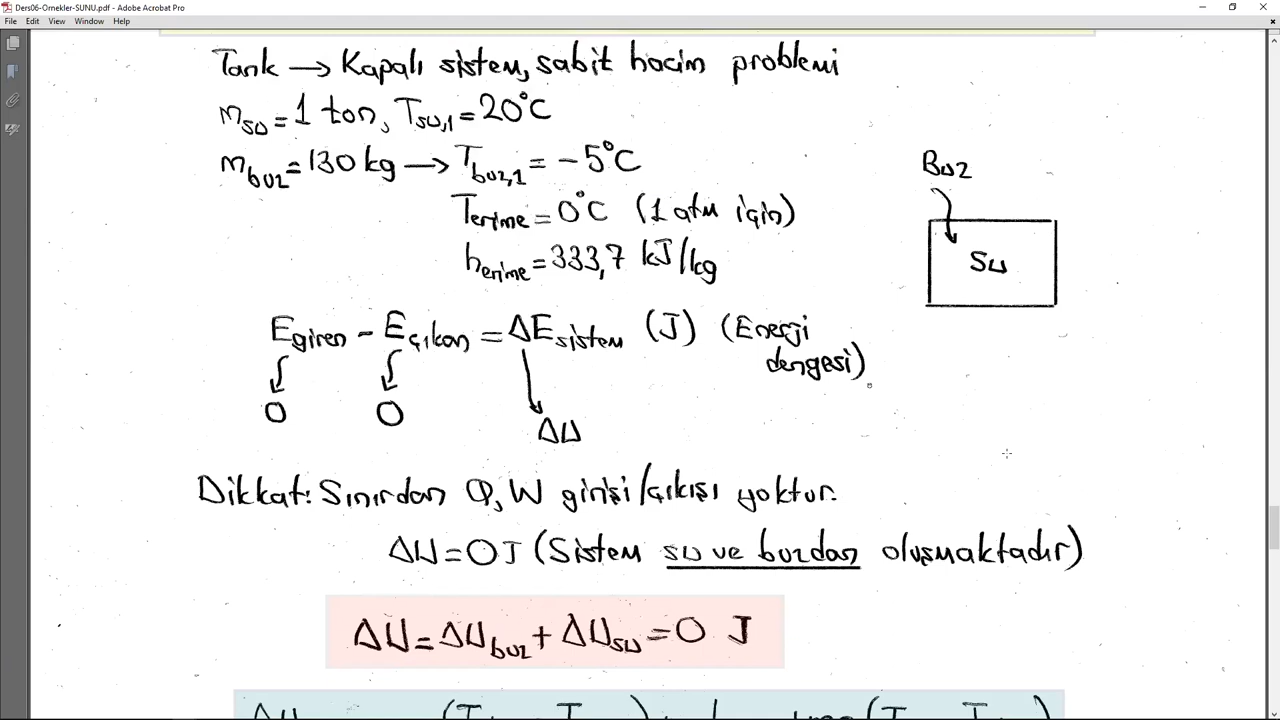 Ders06-Ornekler-SUNU.pdf - Adobe Acrobat Pro
File Edit View Window Help
Tank → Kapalı sistem, sabit hacim problemi
m_su = 1 ton, T_su,1 = 20°C
m_buz = 130 kg → T_buz,1 = -5°C
T_erime = 0°C (1 atm için)
h_erime = 333,7 kJ/kg
Buz
Su
E_giren - E_çıkan = ΔE_sistem (J) (Enerji
dengesi)
0 0
ΔU
Dikkat: Sınırdan Q, W girişi/çıkışı yoktur.
ΔU = 0 J (Sistem su ve buzdan oluşmaktadır)
ΔU = ΔU_buz + ΔU_su = 0 J